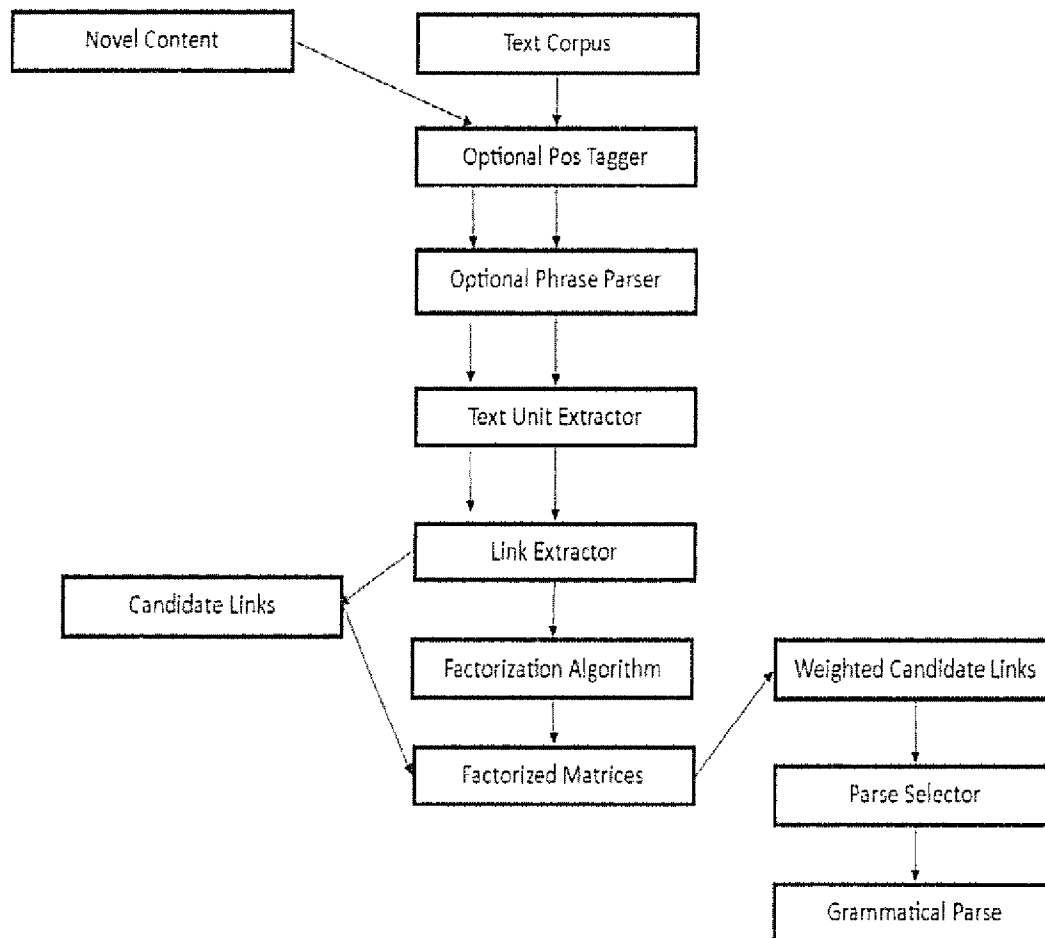 Novel Content
Text Corpus
Optional Pos Tagger
Optional Phrase Parser
Text Unit Extractor
Link Extractor
Candidate Links
Factorization Algorithm
Weighted Candidate Links
Factorized Matrices
Parse Selector
Grammatical Parse